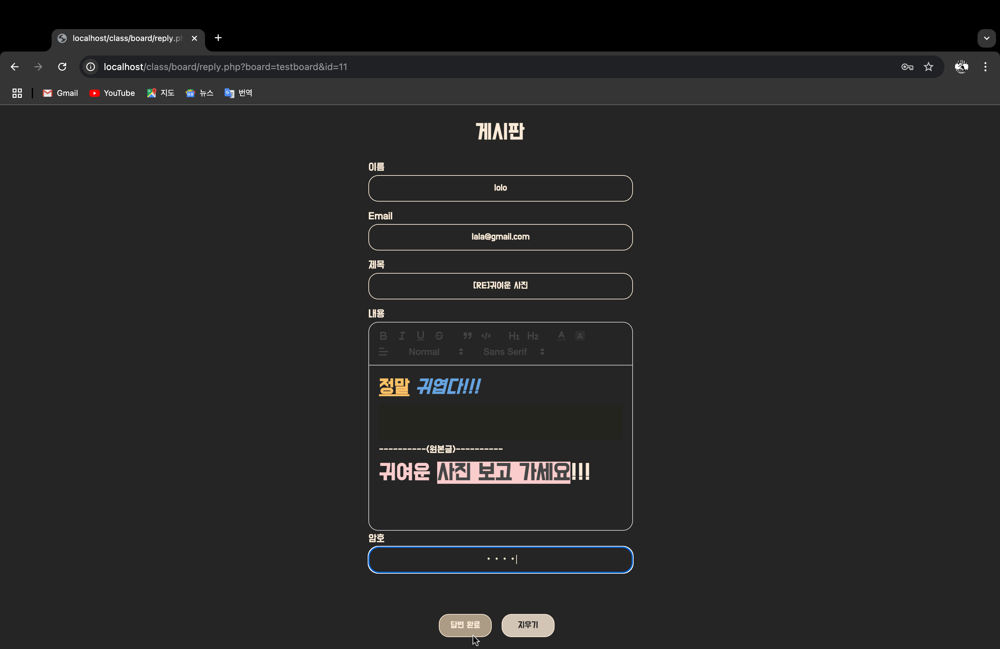 localhost/class/board/reply.ph
localhost/class/board/reply.php?board=testboard&id=11
Gmail YouTube 지도 뉴스 번역
게시판
이름
lolo
Email
lala@gmail.com
제목
[RE]귀여운 사진
내용
B I U S ” </> H1 H2 A A
Normal Sans Serif
정말 귀엽다!!!
----------<원본글>----------
귀여운 사진 보고 가세요!!!
암호
답변 완료 지우기